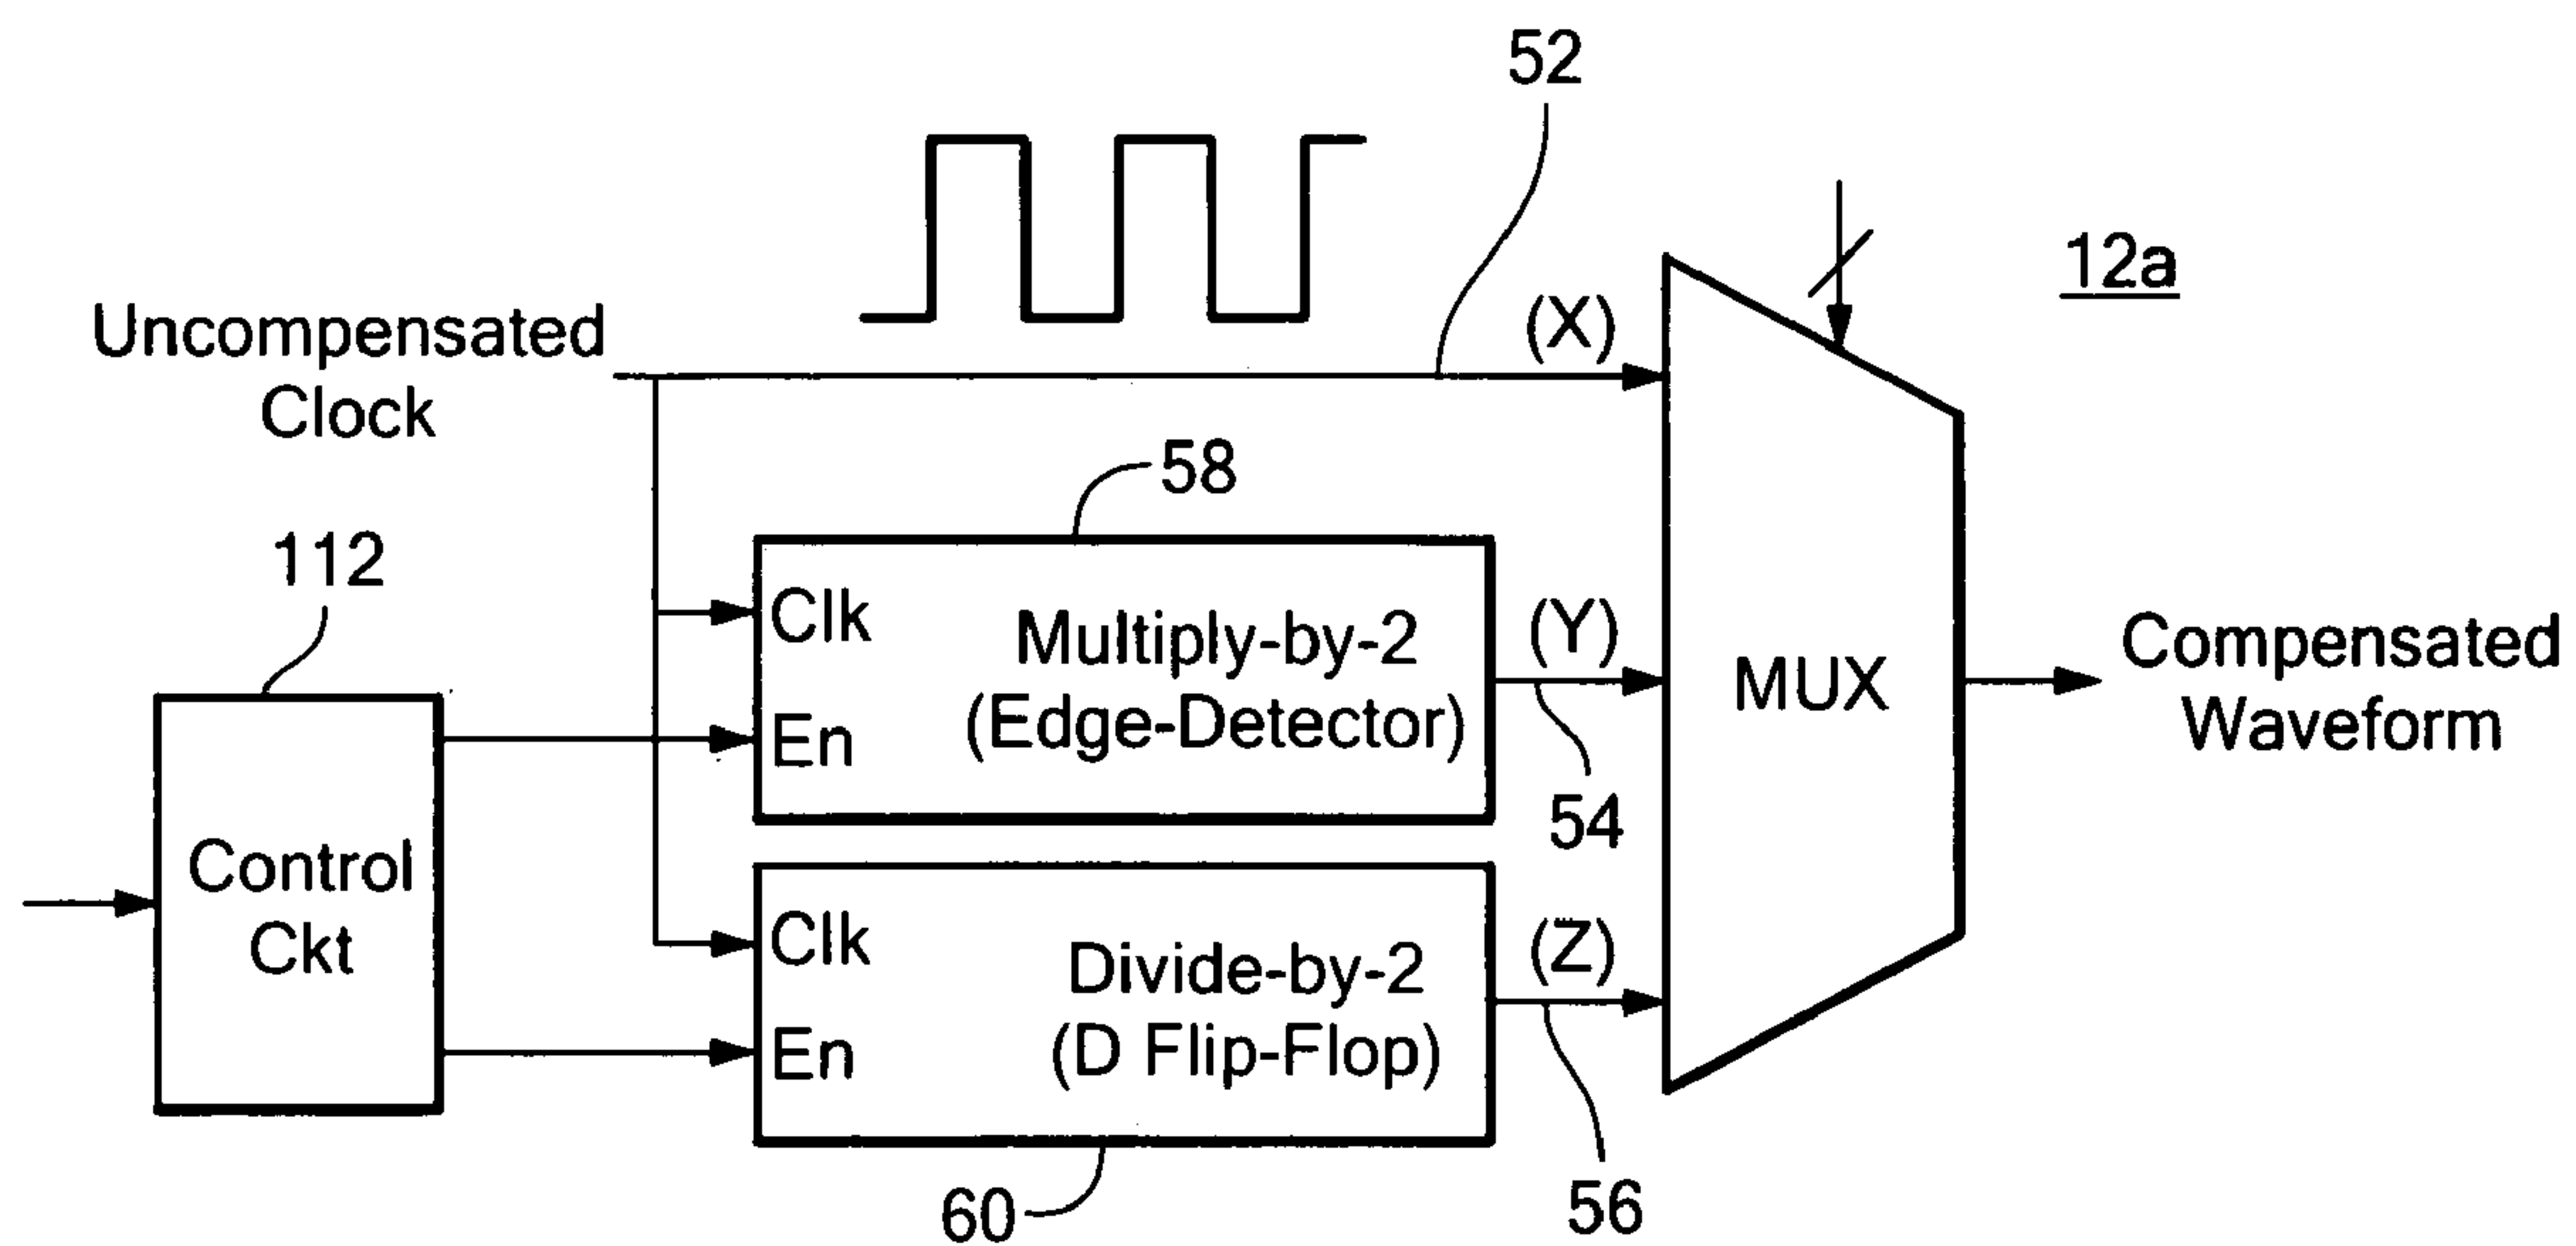 52
12a
(X)
Uncompensated
Clock
58
112
Clk
Multiply-by-2
(Edge-Detector)
En
(Y)
54
MUX
Compensated
Waveform
Control
Ckt
Clk
Divide-by-2
(D Flip-Flop)
En
(Z)
56
60